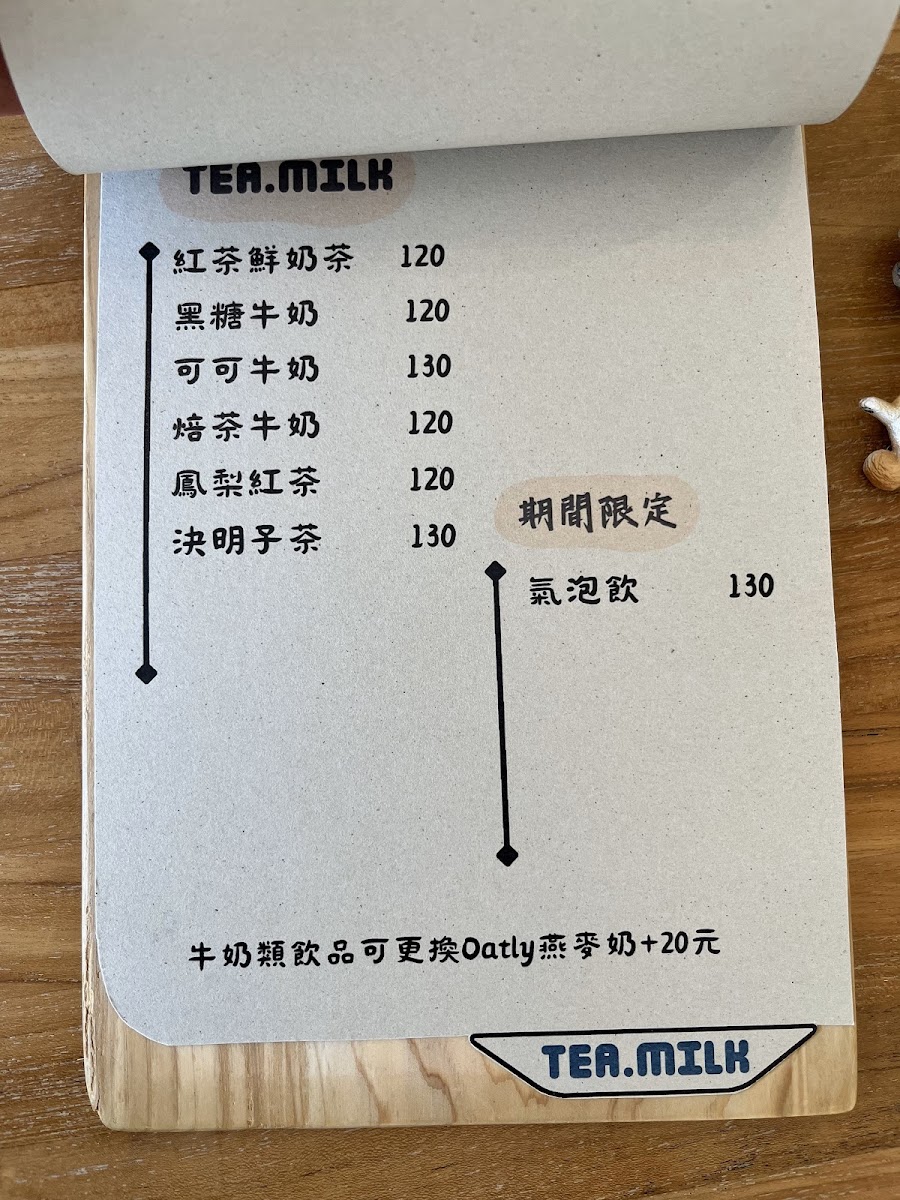 TEA.MILK
紅茶鮮奶茶 120
黑糖牛奶 120
可可牛奶 130
焙茶牛奶 120
鳳梨紅茶 120
決明子茶 130
期間限定
氣泡飲 130
牛奶類飲品可更換Oatly燕麥奶+20元
TEA.MILK